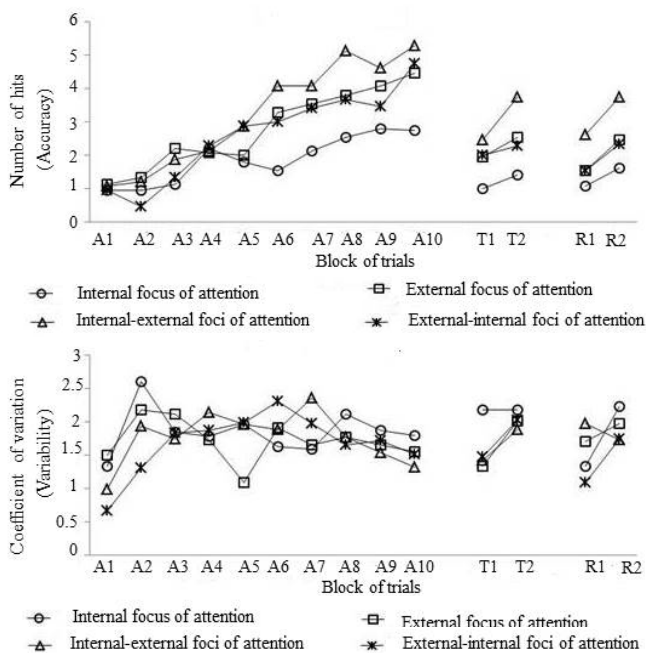 6
5
4
3
2
1
0
Number of hits
(Accuracy)
A1 A2 A3 A4 A5 A6 A7 A8 A9 A10 T1 T2 R1 R2
Block of trials
Internal focus of attention External focus of attention
Internal-external foci of attention External-internal foci of attention
3
2.5
2
1.5
1
0.5
0
Coefficient of variation
(Variability)
A1 A2 A3 A4 A5 A6 A7 A8 A9 A10 T1 T2 R1 R2
Block of trials
Internal focus of attention External focus of attention
Internal-external foci of attention External-internal foci of attention